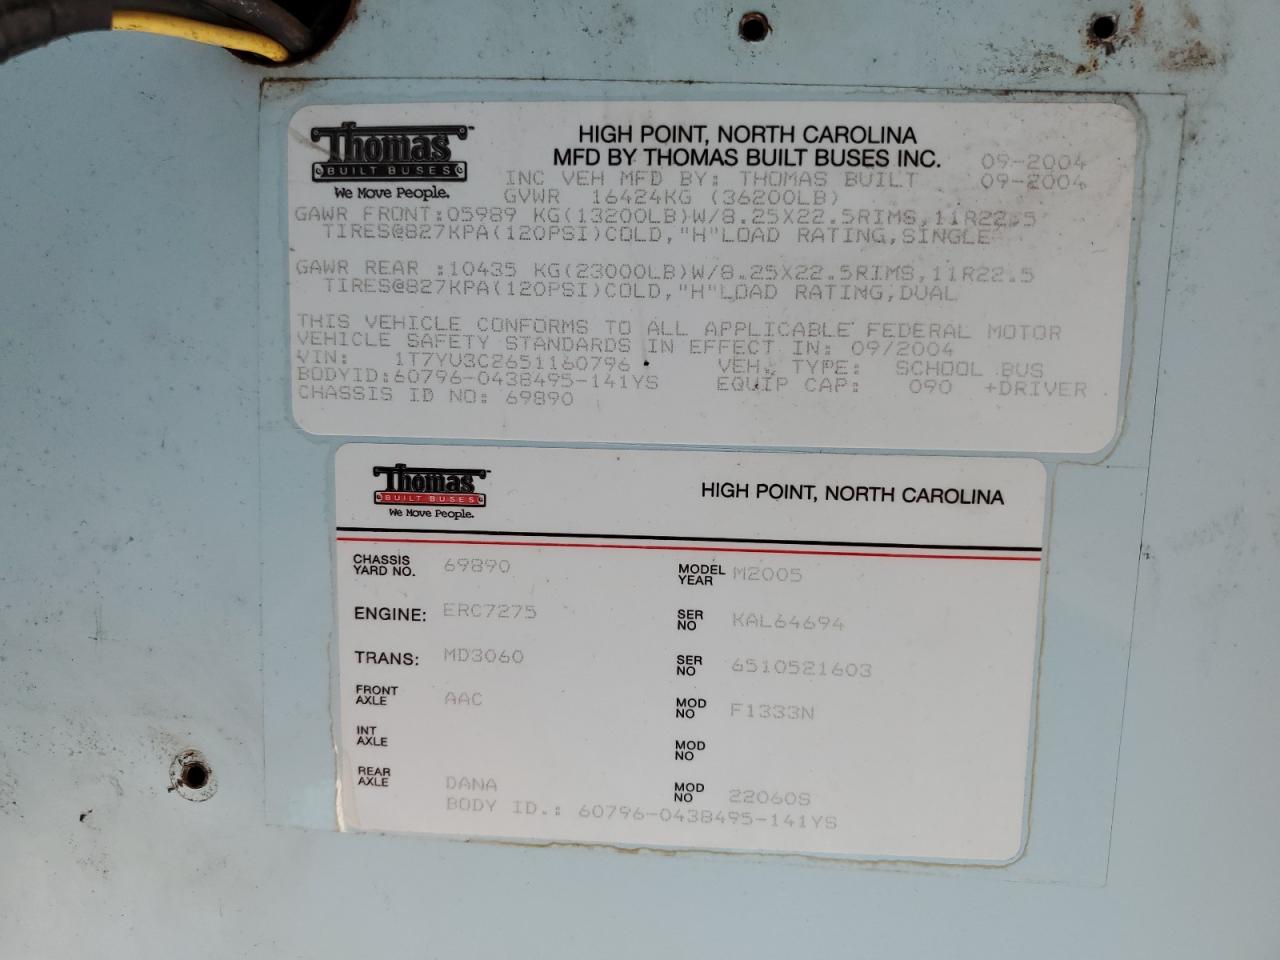 Thomas
BUILT BUSES
We Move People.
HIGH POINT, NORTH CAROLINA
MFD BY THOMAS BUILT BUSES INC. 09-2004
INC VEH MFD BY: THOMAS BUILT 09-2004
GVWR 16424KG (36200LB)
GAWR FRONT:05989 KG(13200LB)W/8.25X22.5RIMS,11R22.5
TIRES@827KPA(120PSI)COLD,"H"LOAD RATING,SINGLE
GAWR REAR :10435 KG(23000LB)W/8.25X22.5RIMS,11R22.5
TIRES@827KPA(120PSI)COLD,"H"LOAD RATING,DUAL
THIS VEHICLE CONFORMS TO ALL APPLICABLE FEDERAL MOTOR
VEHICLE SAFETY STANDARDS IN EFFECT IN: 09/2004
VIN: 1T7YU3C2651160796 VEH. TYPE: SCHOOL BUS
BODYID:60796-0438495-141YS EQUIP CAP: 090 +DRIVER
CHASSIS ID NO: 69890
Thomas
BUILT BUSES
We Move People.
HIGH POINT, NORTH CAROLINA
CHASSIS YARD NO. 69890 MODEL YEAR M2005
ENGINE: ERC7275 SER NO KAL64694
TRANS: MD3060 SER NO 6510521603
FRONT AXLE AAC MOD NO F1333N
INT AXLE MOD NO
REAR AXLE DANA MOD NO 22060S
BODY ID.: 60796-0438495-141YS